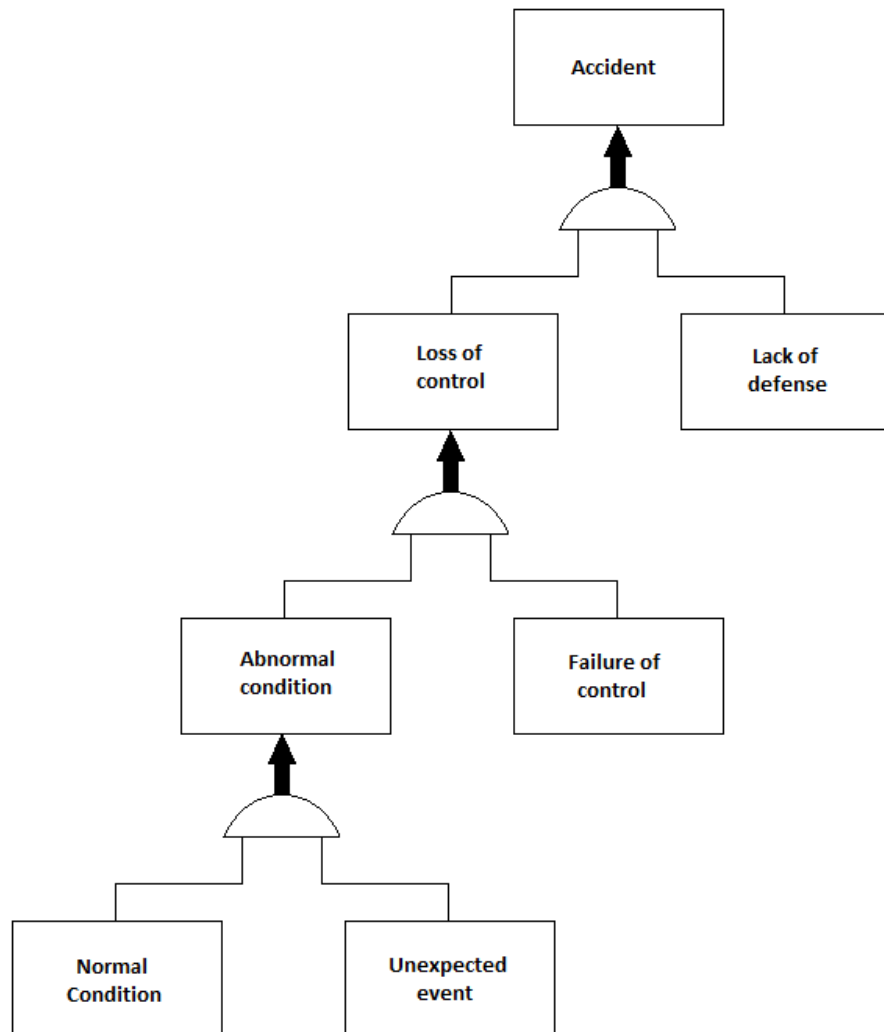 Accident
Loss of
control
Lack of
defense
Abnormal
condition
Failure of
control
Normal
Condition
Unexpected
event